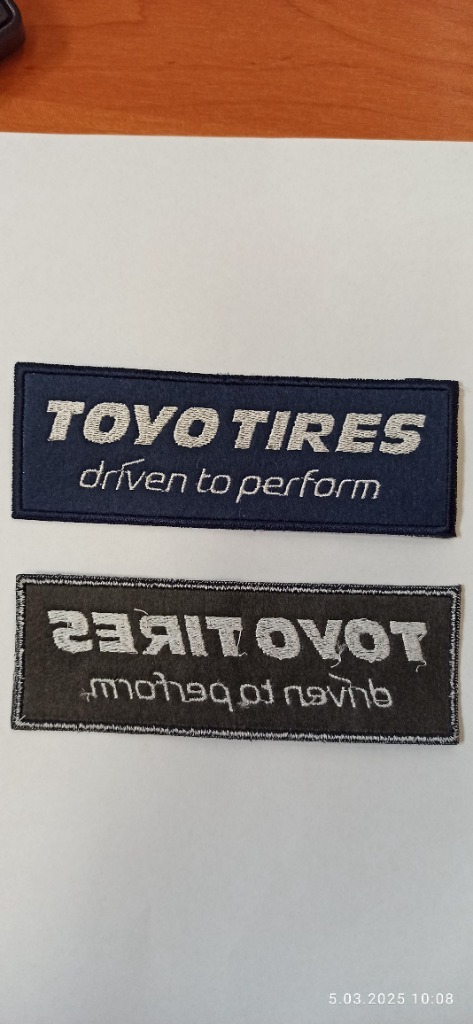 TOYO TIRES
driven to perform
TOYO TIRES
driven to perform
5.03.2025 10:08